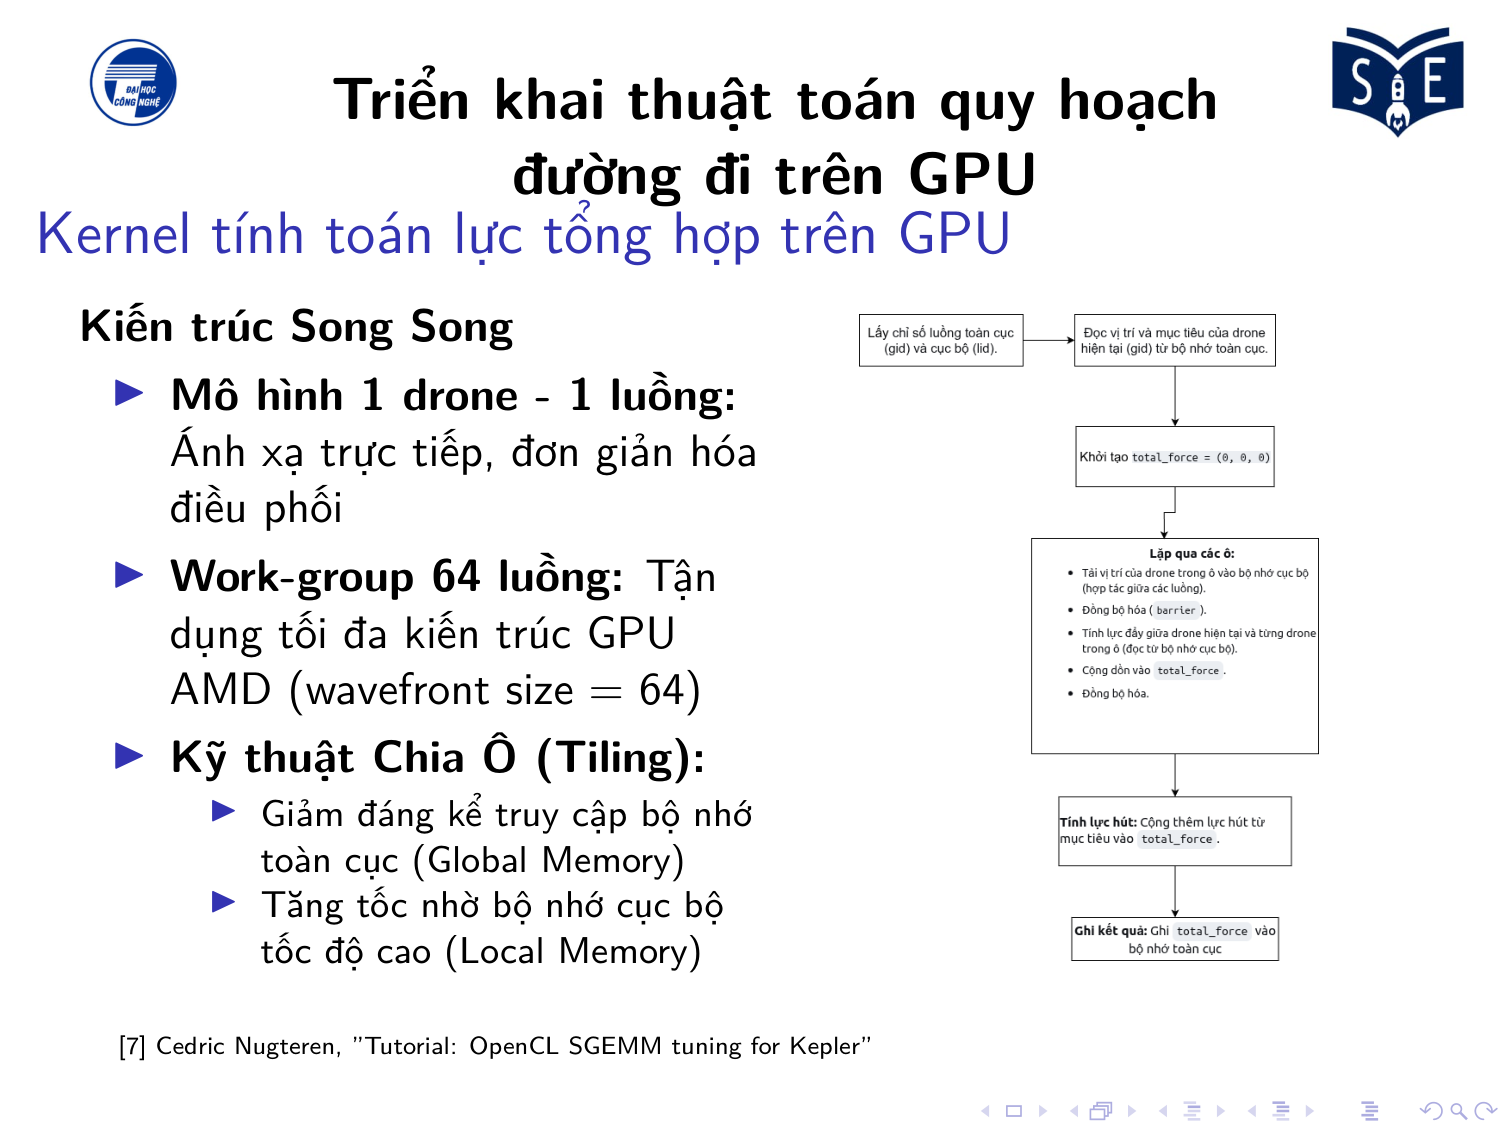 ĐẠI HỌC
CÔNG NGHỆ
S E
Triển khai thuật toán quy hoạch
đường đi trên GPU
Kernel tính toán lực tổng hợp trên GPU
Kiến trúc Song Song
Mô hình 1 drone - 1 luồng:
Ánh xạ trực tiếp, đơn giản hóa
điều phối
Work-group 64 luồng: Tận
dụng tối đa kiến trúc GPU
AMD (wavefront size = 64)
Kỹ thuật Chia Ô (Tiling):
Giảm đáng kể truy cập bộ nhớ
toàn cục (Global Memory)
Tăng tốc nhờ bộ nhớ cục bộ
tốc độ cao (Local Memory)
Lấy chỉ số luồng toàn cục
(gid) và cục bộ (lid).
Đọc vị trí và mục tiêu của drone
hiện tại (gid) từ bộ nhớ toàn cục.
Khởi tạo total_force = (0, 0, 0)
Lặp qua các ô:
• Tải vị trí của drone trong ô vào bộ nhớ cục bộ
(hợp tác giữa các luồng).
• Đồng bộ hóa ( barrier ).
• Tính lực đẩy giữa drone hiện tại và từng drone
trong ô (đọc từ bộ nhớ cục bộ).
• Cộng dồn vào total_force .
• Đồng bộ hóa.
Tính lực hút: Cộng thêm lực hút từ
mục tiêu vào total_force .
Ghi kết quả: Ghi total_force vào
bộ nhớ toàn cục
[7] Cedric Nugteren, ”Tutorial: OpenCL SGEMM tuning for Kepler”